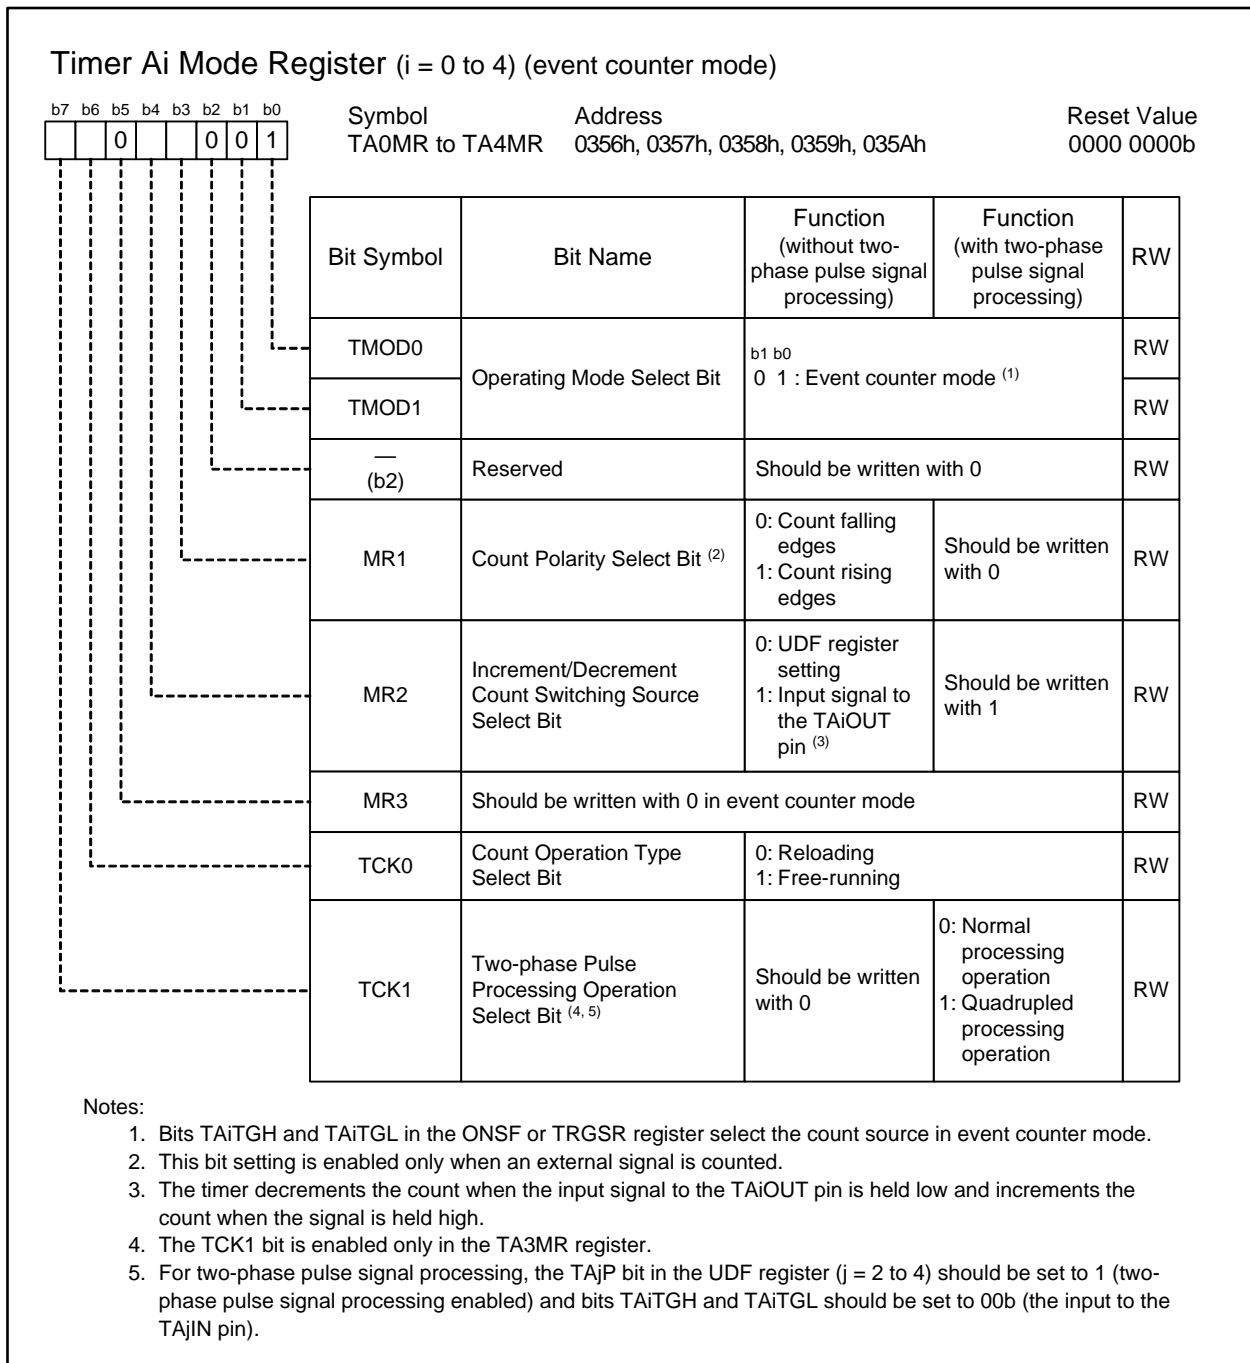 Timer Ai Mode Register (i = 0 to 4) (event counter mode)
b7 b6 b5 b4 b3 b2 b1 b0
0 0 0 1
Symbol Address Reset Value
TA0MR to TA4MR 0356h, 0357h, 0358h, 0359h, 035Ah 0000 0000b
Bit Symbol
Bit Name
Function
(without two-
phase pulse signal
processing)
Function
(with two-phase
pulse signal
processing)
RW
TMOD0
TMOD1
Operating Mode Select Bit
b1 b0
0 1 : Event counter mode (1)
RW
RW
—
(b2)
Reserved
Should be written with 0
RW
MR1
Count Polarity Select Bit (2)
0: Count falling
edges
1: Count rising
edges
Should be written
with 0
RW
MR2
Increment/Decrement
Count Switching Source
Select Bit
0: UDF register
setting
1: Input signal to
the TAiOUT
pin (3)
Should be written
with 1
RW
MR3
Should be written with 0 in event counter mode
RW
TCK0
Count Operation Type
Select Bit
0: Reloading
1: Free-running
RW
TCK1
Two-phase Pulse
Processing Operation
Select Bit (4, 5)
Should be written
with 0
0: Normal
processing
operation
1: Quadrupled
processing
operation
RW
Notes:
1. Bits TAiTGH and TAiTGL in the ONSF or TRGSR register select the count source in event counter mode.
2. This bit setting is enabled only when an external signal is counted.
3. The timer decrements the count when the input signal to the TAiOUT pin is held low and increments the
count when the signal is held high.
4. The TCK1 bit is enabled only in the TA3MR register.
5. For two-phase pulse signal processing, the TAjP bit in the UDF register (j = 2 to 4) should be set to 1 (two-
phase pulse signal processing enabled) and bits TAiTGH and TAiTGL should be set to 00b (the input to the
TAjIN pin).